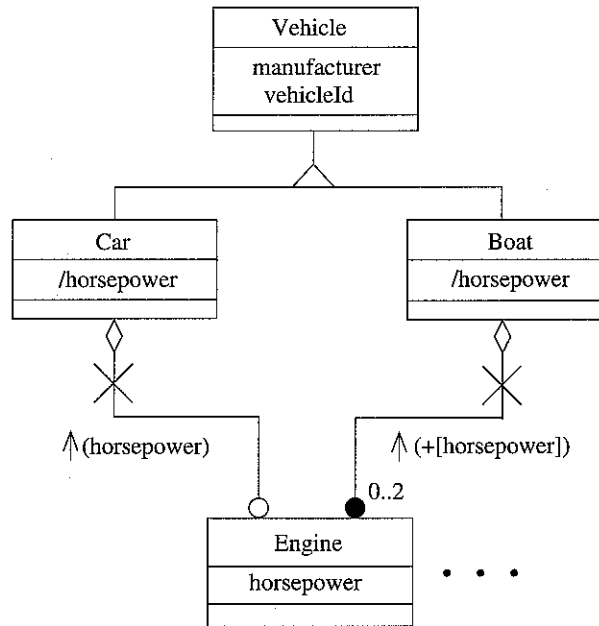 Vehicle
manufacturer
vehicleId
Car
/horsepower
Boat
/horsepower
(horsepower)
(+[horsepower])
0..2
Engine
horsepower